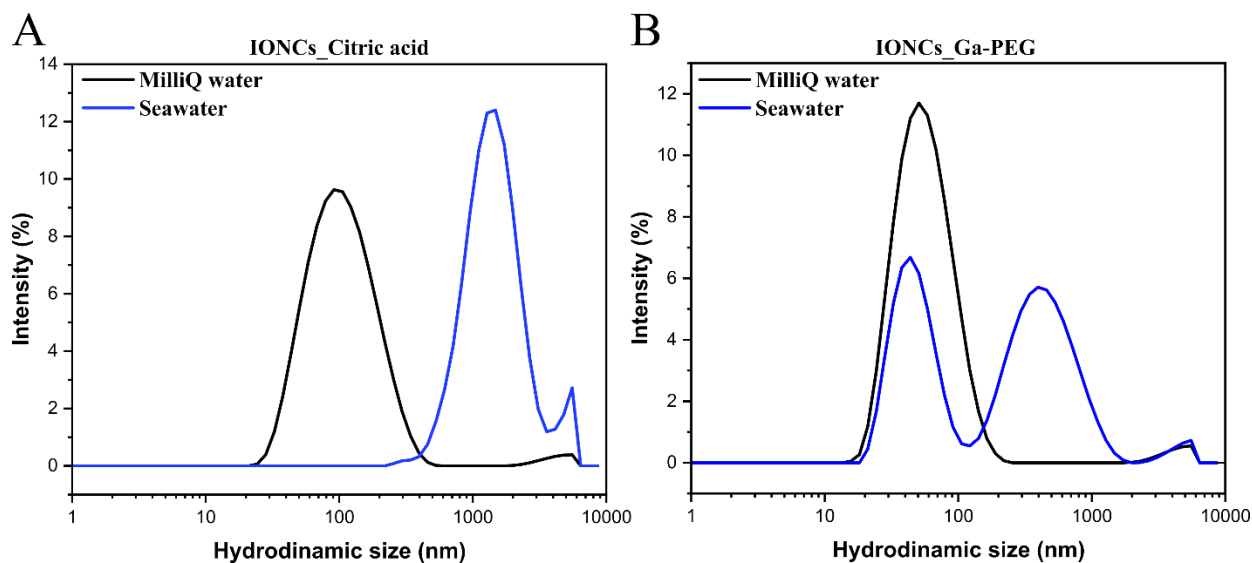 A
IONCs_Citric acid
MilliQ water
Seawater
14
12
10
8
6
4
2
0
Intensity (%)
1
10
100
1000
10000
Hydrodinamic size (nm)
B
IONCs_Ga-PEG
MilliQ water
Seawater
12
10
8
6
4
2
0
Intensity (%)
1
10
100
1000
10000
Hydrodinamic size (nm)